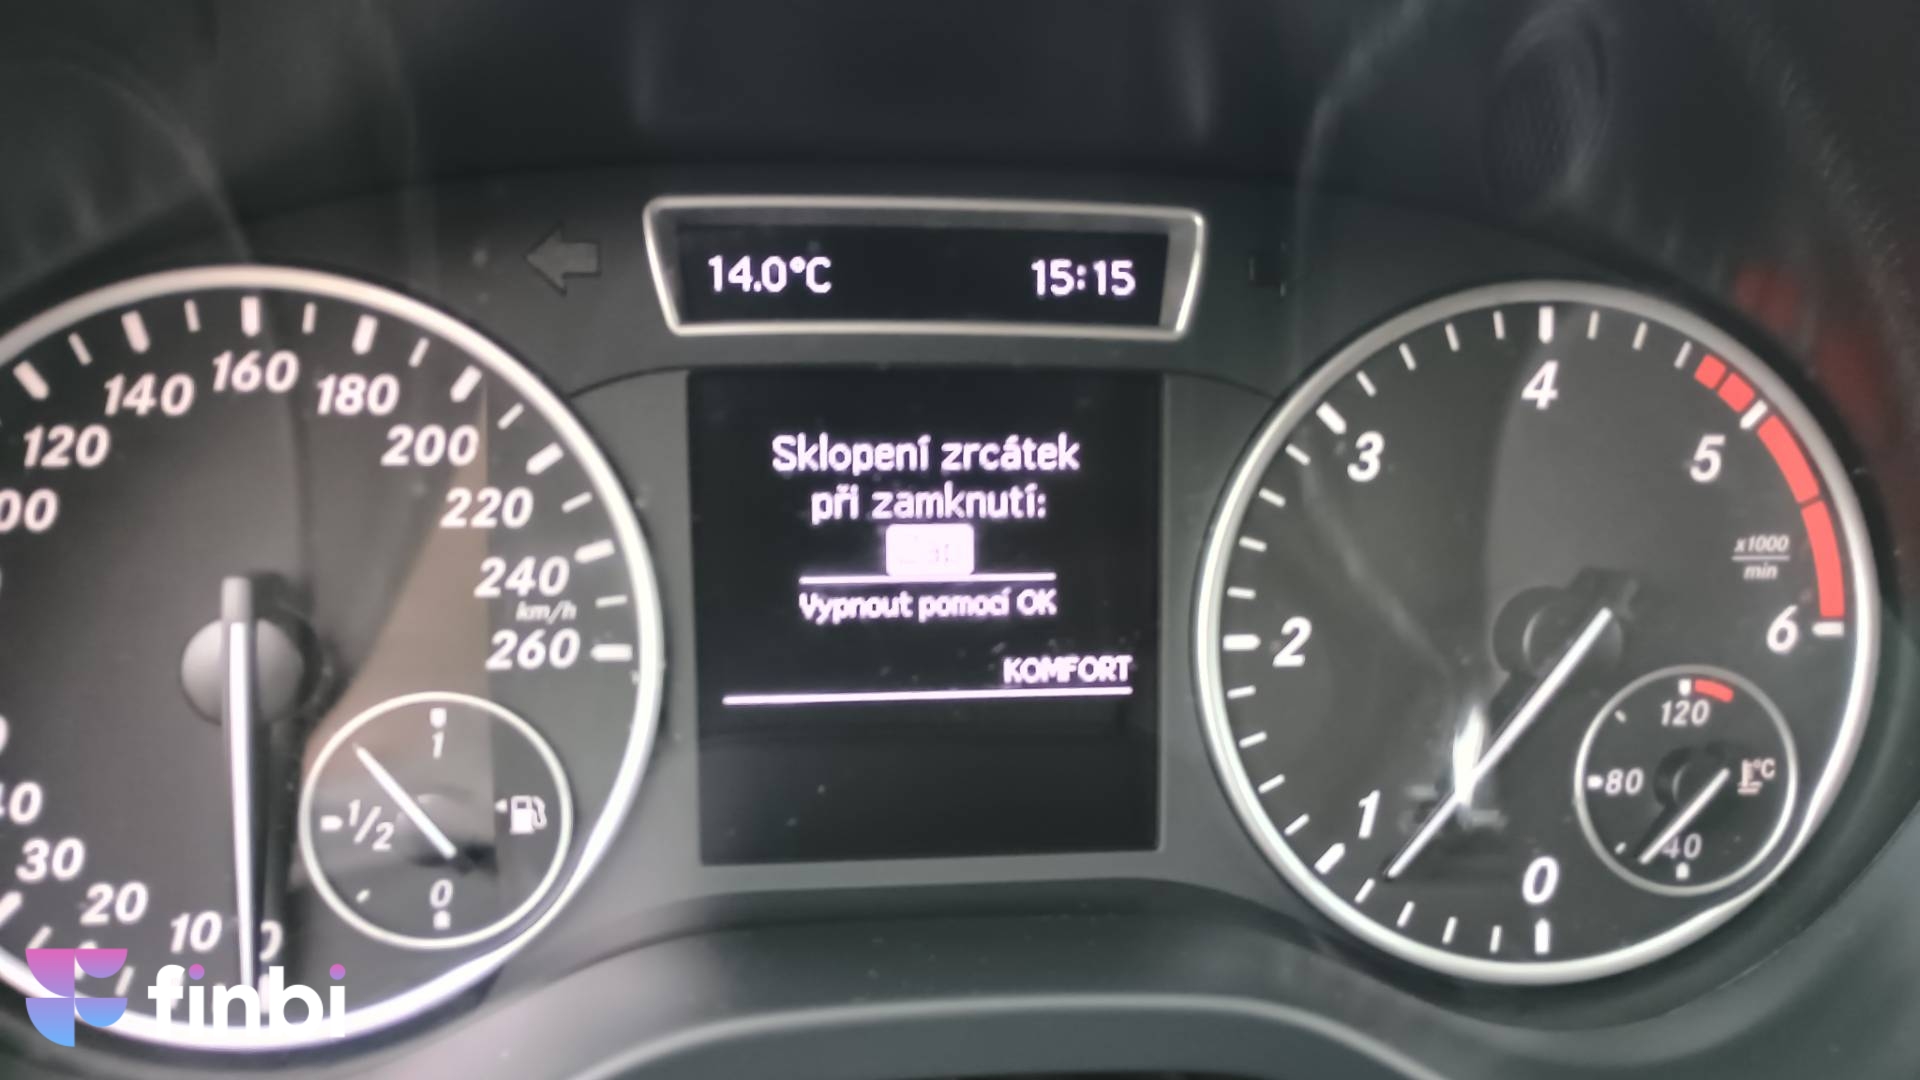 14.0°C 15:15
Sklopení zrcátek
při zamknutí:
Vypnout pomocí OK
KOMFORT
120
140
160
180
200
220
240
km/h
260
30
20
10
1
1/2
0
0
1
2
3
4
5
6
x1000
min
120
80
°C
40
finbi